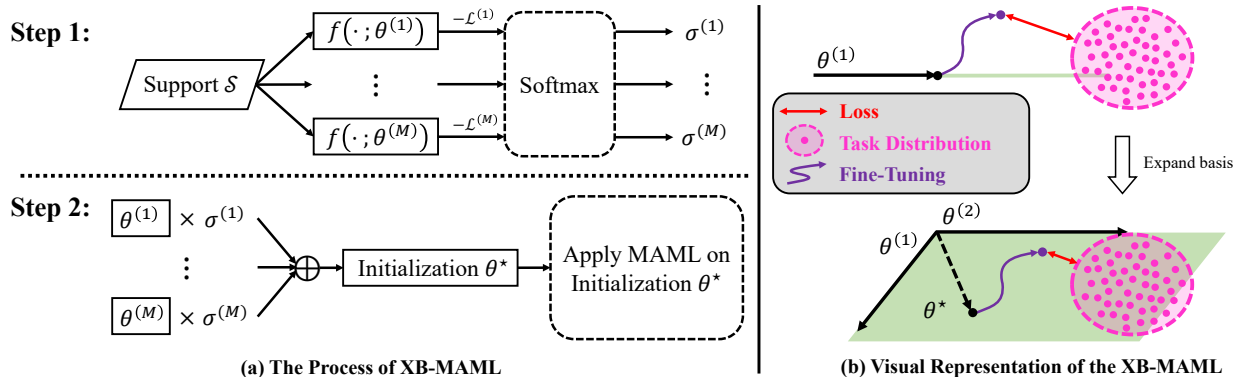 Step 1:
Support 𝒮
f(· ; θ^(1))
⋮
f(· ; θ^(M))
−ℒ^(1)
−ℒ^(M)
Softmax
σ^(1)
⋮
σ^(M)
Step 2:
θ^(1) × σ^(1)
⋮
θ^(M) × σ^(M)
Initialization θ⋆
Apply MAML on
Initialization θ⋆
(a) The Process of XB-MAML
θ^(1)
Loss
Task Distribution
Fine-Tuning
Expand basis
θ^(2)
θ^(1)
θ⋆
(b) Visual Representation of the XB-MAML